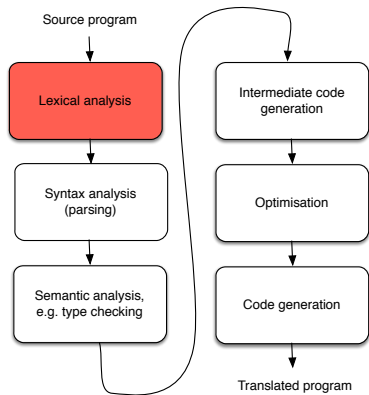 Source program
Lexical analysis
Syntax analysis
(parsing)
Semantic analysis,
e.g. type checking
Intermediate code
generation
Optimisation
Code generation
Translated program